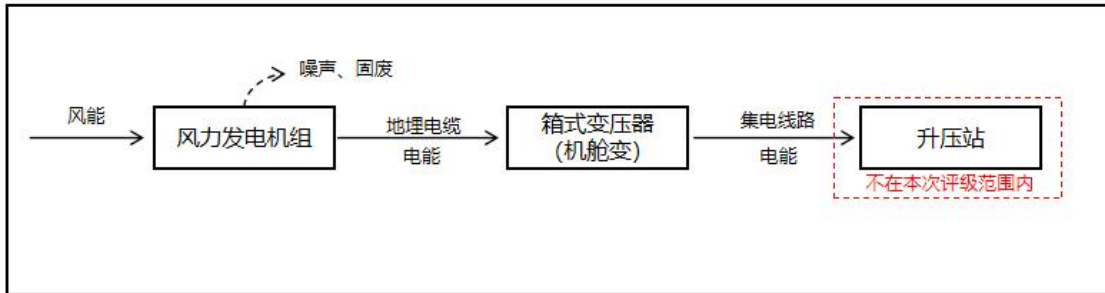 噪声、固废
风能
风力发电机组
地埋电缆
电能
箱式变压器
(机舱变)
集电线路
电能
升压站
不在本次评级范围内